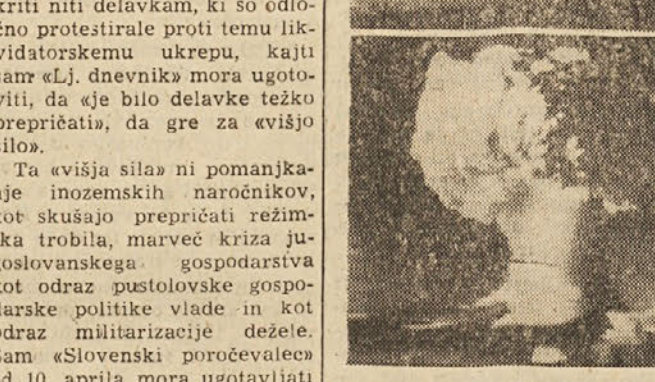 kriti niti delavkam, ki so odlo-
čno protestirale proti temu lik-
vidatorskemu ukrepu, kajti
sam «Lj. dnevnik» mora ugoto-
viti, da «je bilo delavke težko
prepričati», da gre za «višjo
silo».
Ta «višja sila» ni pomanjka-
nje inozemskih naročnikov,
kot skušajo prepričati režim-
ska trobila, marveč kriza ju-
goslovanskega gospodarstva
kot odraz pustolovske gospo-
darske politike vlade in kot
odraz militarizacije dežele.
Sam «Slovenski poročevalec»
od 10. aprila mora ugotavljati